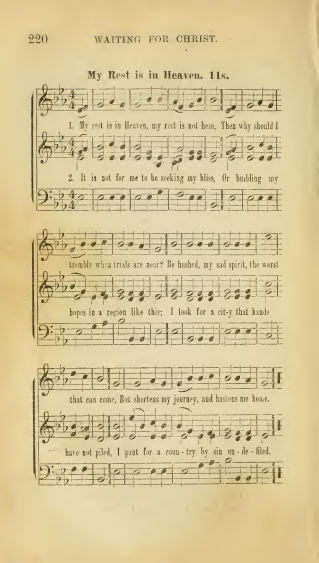 220 WAITING FOR CHRIST.
My Rest is in Heaven. 11s.
1. My rest is in Heaven, my rest is not here, Then why should I
2. It is not for me to be seeking my bliss, Or building my
tremble when trials are near? Be hushed, my sad spirit, the worst
hopes in a region like this; I look for a cit-y that hands
that can come, But shortens my journey, and hastens me home.
have not piled, I pant for a coun-try by sin un-de-filed.